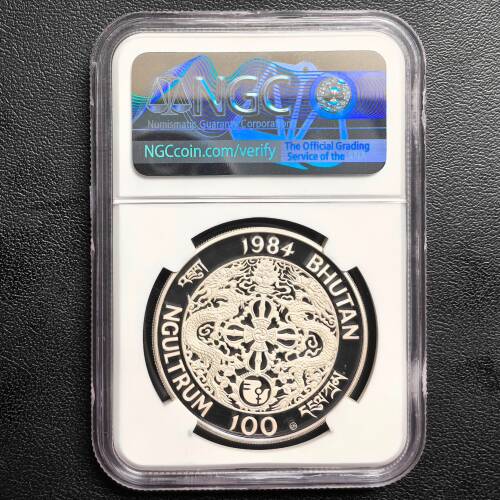 NGC
Numismatic Guaranty Corporation
NGCcoin.com/verify
The Official Grading
Service of the
1984 BHUTAN
NGULTRUM 100